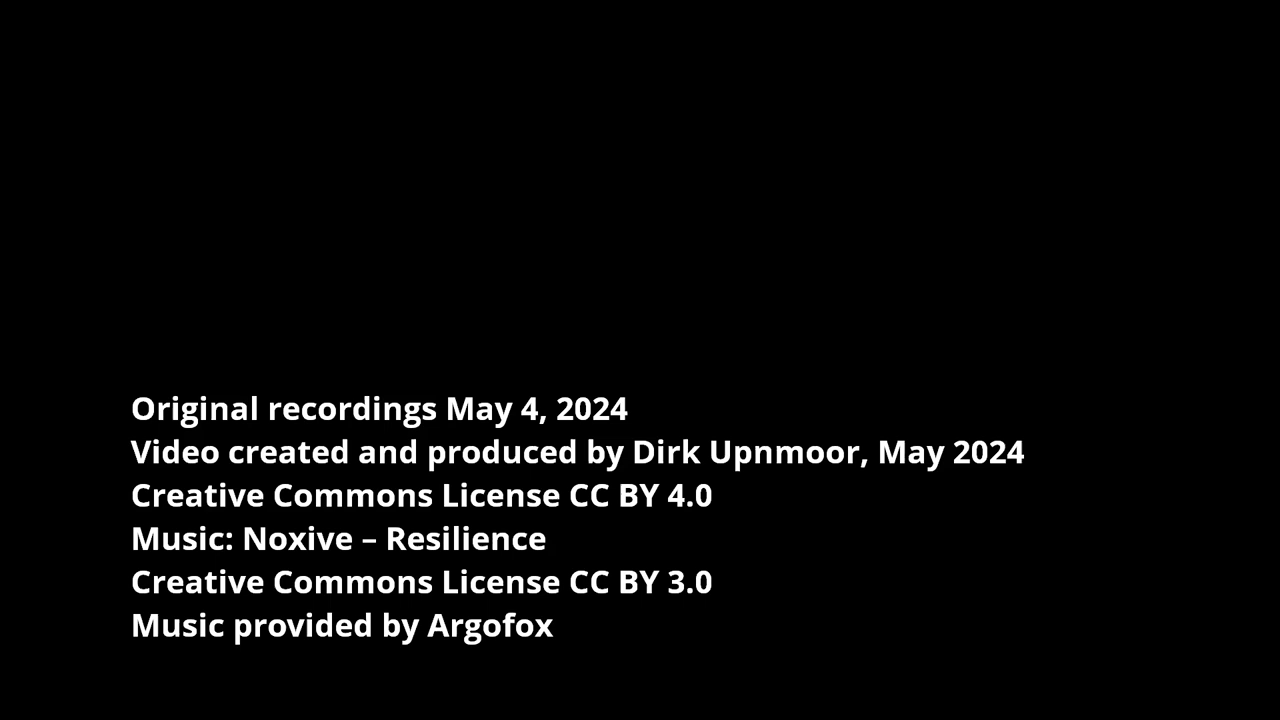 Original recordings May 4, 2024
Video created and produced by Dirk Upnmoor, May 2024
Creative Commons License CC BY 4.0
Music: Noxive – Resilience
Creative Commons License CC BY 3.0
Music provided by Argofox